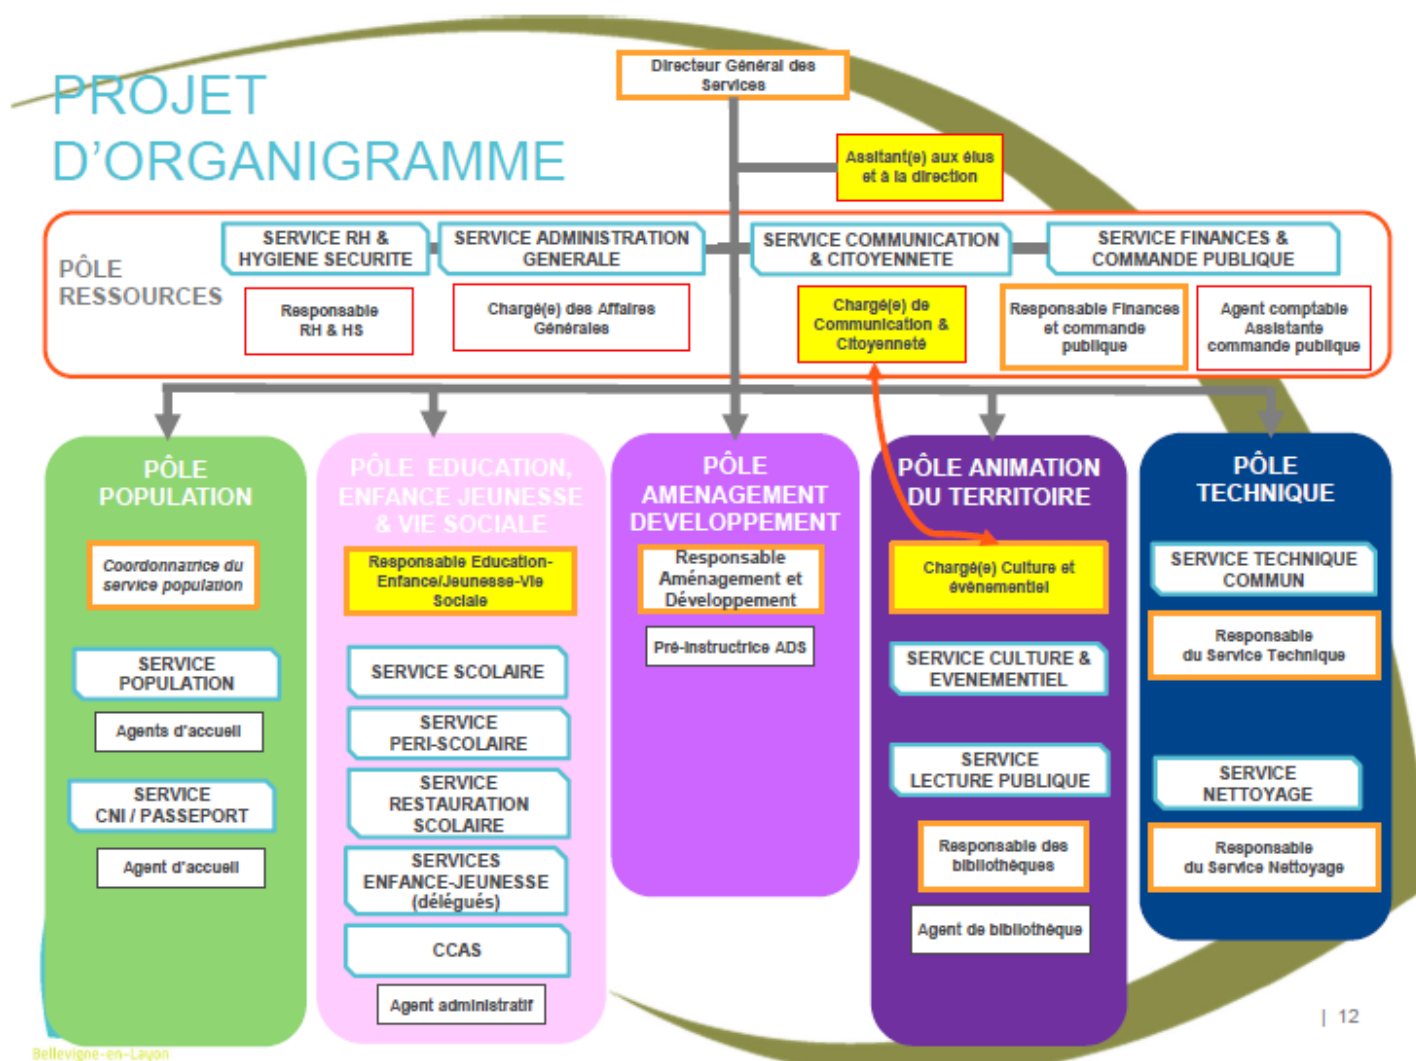 PROJET
D'ORGANIGRAMME
Directeur Général des
Services
Assitant(e) aux élus
et à la direction
PÔLE
RESSOURCES
SERVICE RH &
HYGIENE SECURITE
SERVICE ADMINISTRATION
GENERALE
SERVICE COMMUNICATION
& CITOYENNETE
SERVICE FINANCES &
COMMANDE PUBLIQUE
Responsable
RH & HS
Chargé(e) des Affaires
Générales
Chargé(e) de
Communication &
Citoyenneté
Responsable Finances
et commande
publique
Agent comptable
Assistante
commande publique
PÔLE
POPULATION
Coordonnatrice du
service population
SERVICE
POPULATION
Agents d'accueil
SERVICE
CNI / PASSEPORT
Agent d'accueil
PÔLE EDUCATION,
ENFANCE JEUNESSE
& VIE SOCIALE
Responsable Education-
Enfance/Jeunesse-Vie
Sociale
SERVICE SCOLAIRE
SERVICE
PERI-SCOLAIRE
SERVICE
RESTAURATION
SCOLAIRE
SERVICES
ENFANCE-JEUNESSE
(délégués)
CCAS
Agent administratif
PÔLE
AMENAGEMENT
DEVELOPPEMENT
Responsable
Aménagement et
Développement
Pré-instructrice ADS
PÔLE ANIMATION
DU TERRITOIRE
Chargé(e) Culture et
évènementiel
SERVICE CULTURE &
EVENEMENTIEL
SERVICE
LECTURE PUBLIQUE
Responsable des
bibliothèques
Agent de bibliothèque
PÔLE
TECHNIQUE
SERVICE TECHNIQUE
COMMUN
Responsable
du Service Technique
SERVICE
NETTOYAGE
Responsable
du Service Nettoyage
| 12
Bellevigne-en-Layon